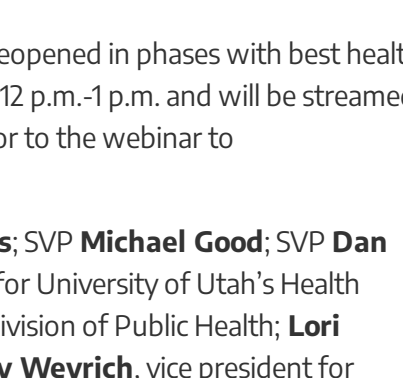 eopened in phases with best healt
12 p.m.-1 p.m. and will be streamed
or to the webinar to
s; SVP Michael Good; SVP Dan
for University of Utah’s Health
ivision of Public Health; Lori
y Weyrich, vice president for